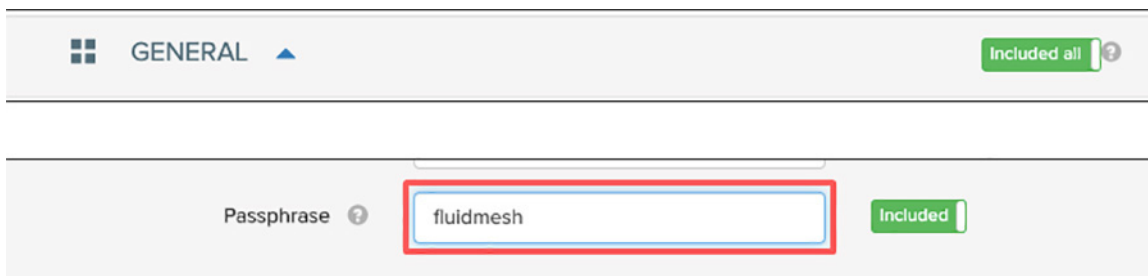 GENERAL Included all ?
Passphrase ? fluidmesh Included